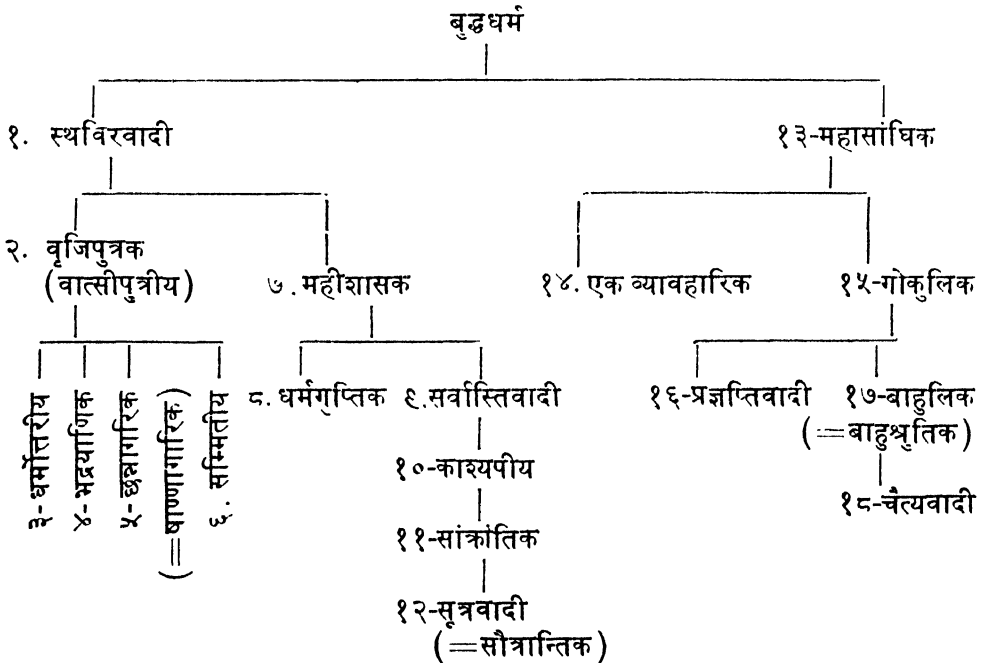 बुद्धधर्म
१. स्थविरवादी
१३-महासांघिक
२. वृजिपुत्रक
(वात्सीपुत्रीय)
७. महीशासक
१४. एक व्यावहारिक
१५-गोकुलिक
३-धर्मोत्तरीय
४-भद्रयाणिक
५-छन्नागरिक
(=षाण्णागारिक)
६. सम्मितीय
८. धर्मगुप्तिक
९.सर्वास्तिवादी
१६-प्रज्ञप्तिवादी
१७-बाहुलिक
(=बाहुश्रुतिक)
१०-काश्यपीय
१८-चैत्यवादी
११-सांक्रांतिक
१२-सूत्रवादी
(=सौत्रान्तिक)